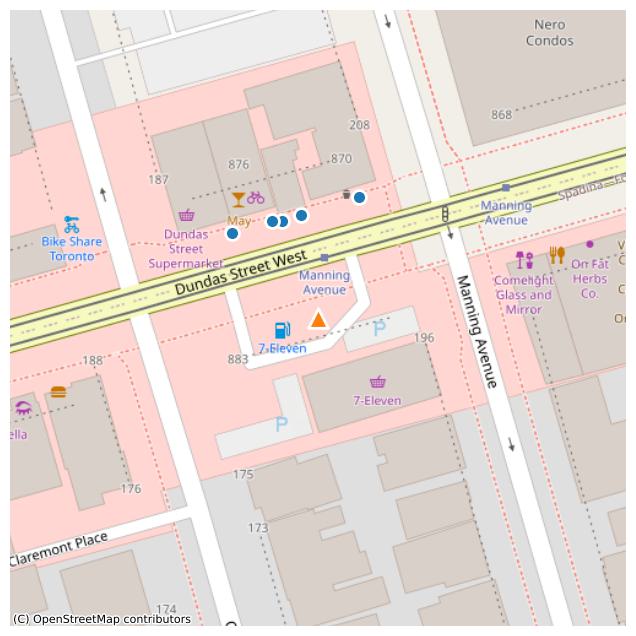 Nero
Condos
868
208
876
870
187
May
Dundas
Street
Supermarket
Bike Share
Toronto
Manning
Avenue
Spadina
Dundas Street West
Manning
Avenue
Comelight
Glass and
Mirror
Orr Fat
Herbs
Co.
Manning Avenue
7-Eleven
883
196
P
188
7-Eleven
ella
P
176
175
173
Claremont Place
174
(C) OpenStreetMap contributors